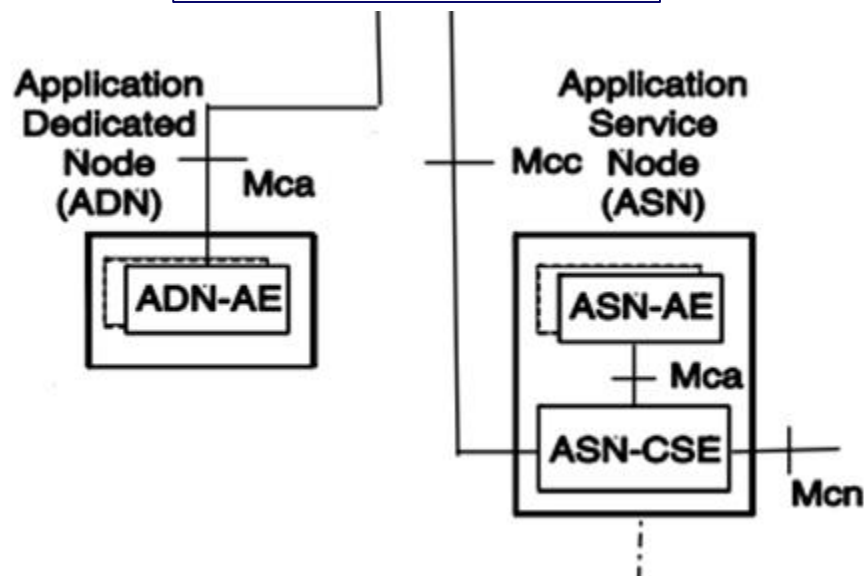 Application
Dedicated
Node
(ADN)
Mca
ADN-AE
Application
Service
Mcc Node
(ASN)
ASN-AE
Mca
ASN-CSE
Mcn